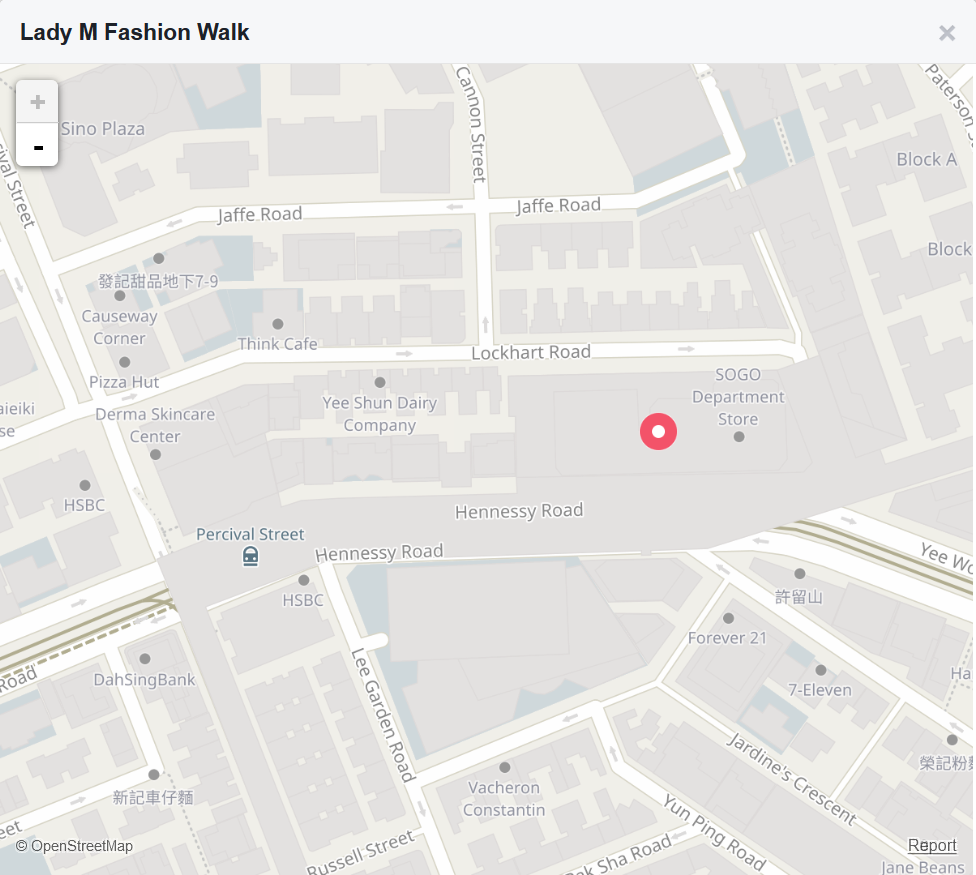 Lady M Fashion Walk
×
+
-
Sino Plaza
Cannon Street
Paterson
Block A
Jaffe Road
Jaffe Road
Block
發記甜品地下7-9
Causeway
Corner
Think Cafe
Lockhart Road
Pizza Hut
SOGO
Department
Store
Yee Shun Dairy
Company
Derma Skincare
Center
HSBC
Hennessy Road
Percival Street
Hennessy Road
Yee Wo
HSBC
許留山
Forever 21
DahSingBank
Road
7-Eleven
Lee Garden Road
Jardine's Crescent
新記車仔麵
Vacheron
Constantin
Yun Ping Road
Russell Street
© OpenStreetMap
Report
Jane Beans